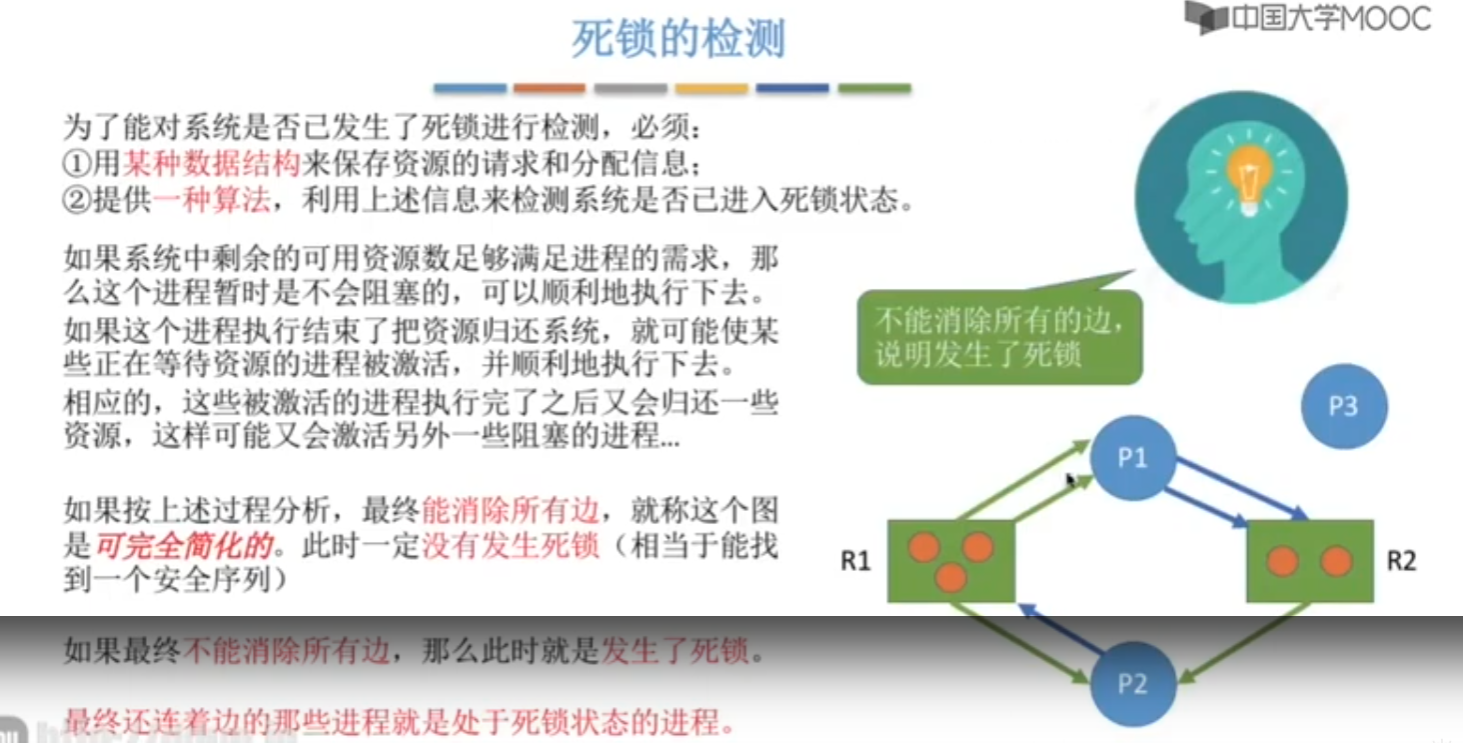 死锁的检测
中国大学MOOC
为了能对系统是否已发生了死锁进行检测，必须：
①用某种数据结构来保存资源的请求和分配信息；
②提供一种算法，利用上述信息来检测系统是否已进入死锁状态。
如果系统中剩余的可用资源数足够满足进程的需求，那
么这个进程暂时是不会阻塞的，可以顺利地执行下去。
如果这个进程执行结束了把资源归还系统，就可能使某
些正在等待资源的进程被激活，并顺利地执行下去。
相应的，这些被激活的进程执行完了之后又会归还一些
资源，这样可能又会激活另外一些阻塞的进程...
如果按上述过程分析，最终能消除所有边，就称这个图
是可完全简化的。此时一定没有发生死锁（相当于能找
到一个安全序列）
如果最终不能消除所有边，那么此时就是发生了死锁。
最终还连着边的那些进程就是处于死锁状态的进程。
不能消除所有的边，
说明发生了死锁
P3
P1
R1
R2
P2